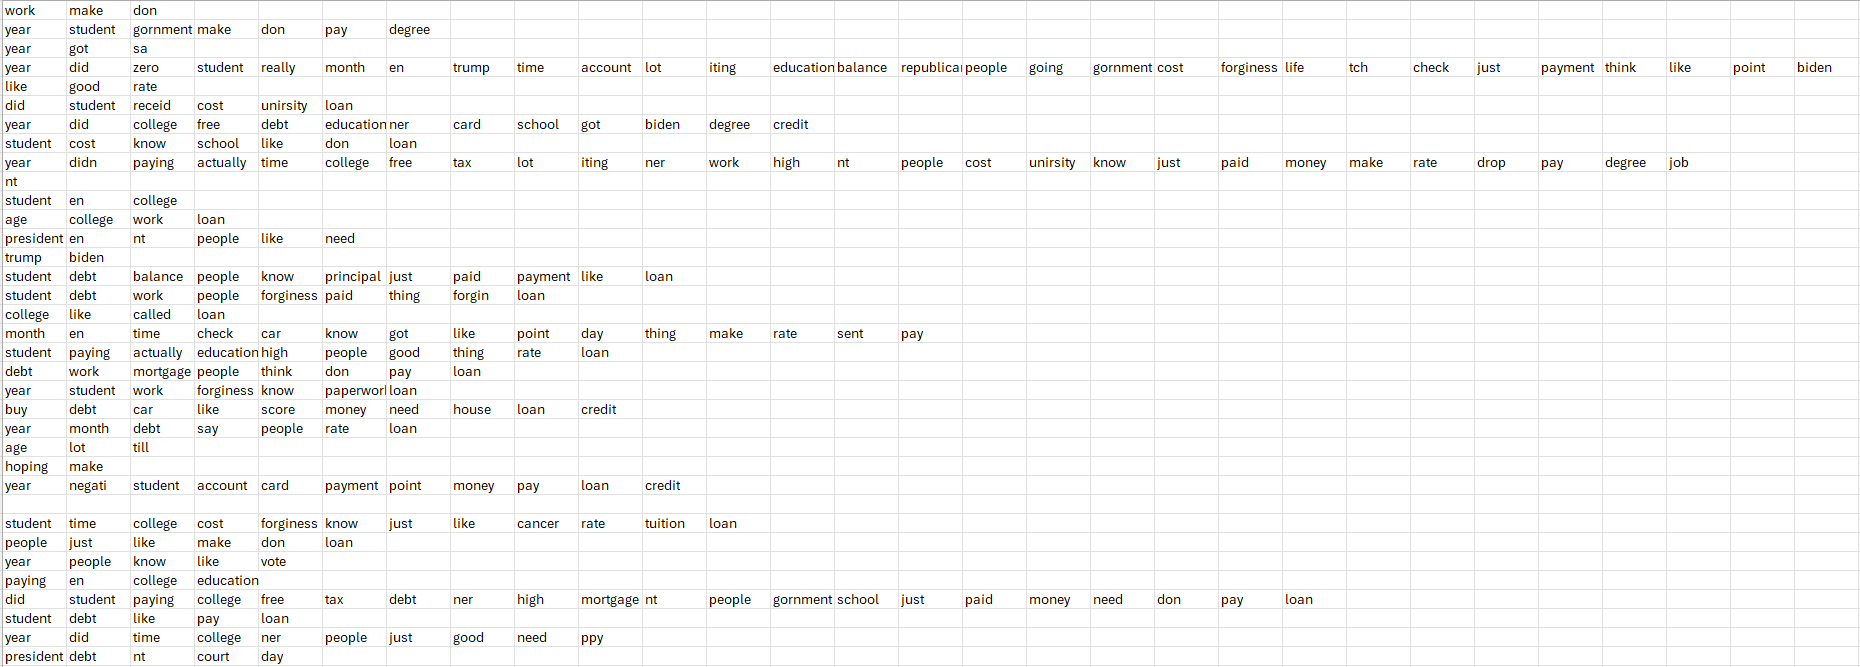 work make don
year student gornment make don pay degree
year got sa
year did zero student really month en trump time account lot iting education balance republica people going gornment cost forginess life tch check just payment think like point biden
like good rate
did student receid cost unirsity loan
year did college free debt education ner card school got biden degree credit
student cost know school like don loan
year didn paying actually time college free tax lot iting ner work high nt people cost unirsity know just paid money make rate drop pay degree job
nt
student en college
age college work loan
president en nt people like need
trump biden
student debt balance people know principal just paid payment like loan
student debt work people forginess paid thing forgin loan
college like called loan
month en time check car know got like point day thing make rate sent pay
student paying actually education high people good thing rate loan
debt work mortgage people think don pay loan
year student work forginess know paperworl loan
buy debt car like score money need house loan credit
year month debt say people rate loan
age lot till
hoping make
year negati student account card payment point money pay loan credit
student time college cost forginess know just like cancer rate tuition loan
people just like make don loan
year people know like vote
paying en college education
did student paying college free tax debt ner high mortgage nt people gornment school just paid money need don pay loan
student debt like pay loan
year did time college ner people just good need ppy
president debt nt court day